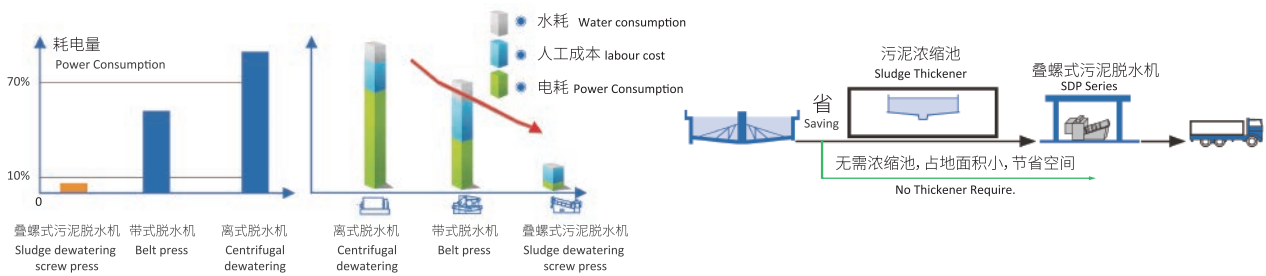 耗电量
Power Consumption
70%
10%
0
叠螺式污泥脱水机
Sludge dewatering
screw press
带式脱水机
Belt press
离式脱水机
Centrifugal
dewatering
水耗 Water consumption
人工成本 labour cost
电耗 Power Consumption
离式脱水机
Centrifugal
dewatering
带式脱水机
Belt press
叠螺式污泥脱水机
Sludge dewatering
screw press
省
Saving
污泥浓缩池
Sludge Thickener
叠螺式污泥脱水机
SDP Series
无需浓缩池，占地面积小，节省空间
No Thickener Require.